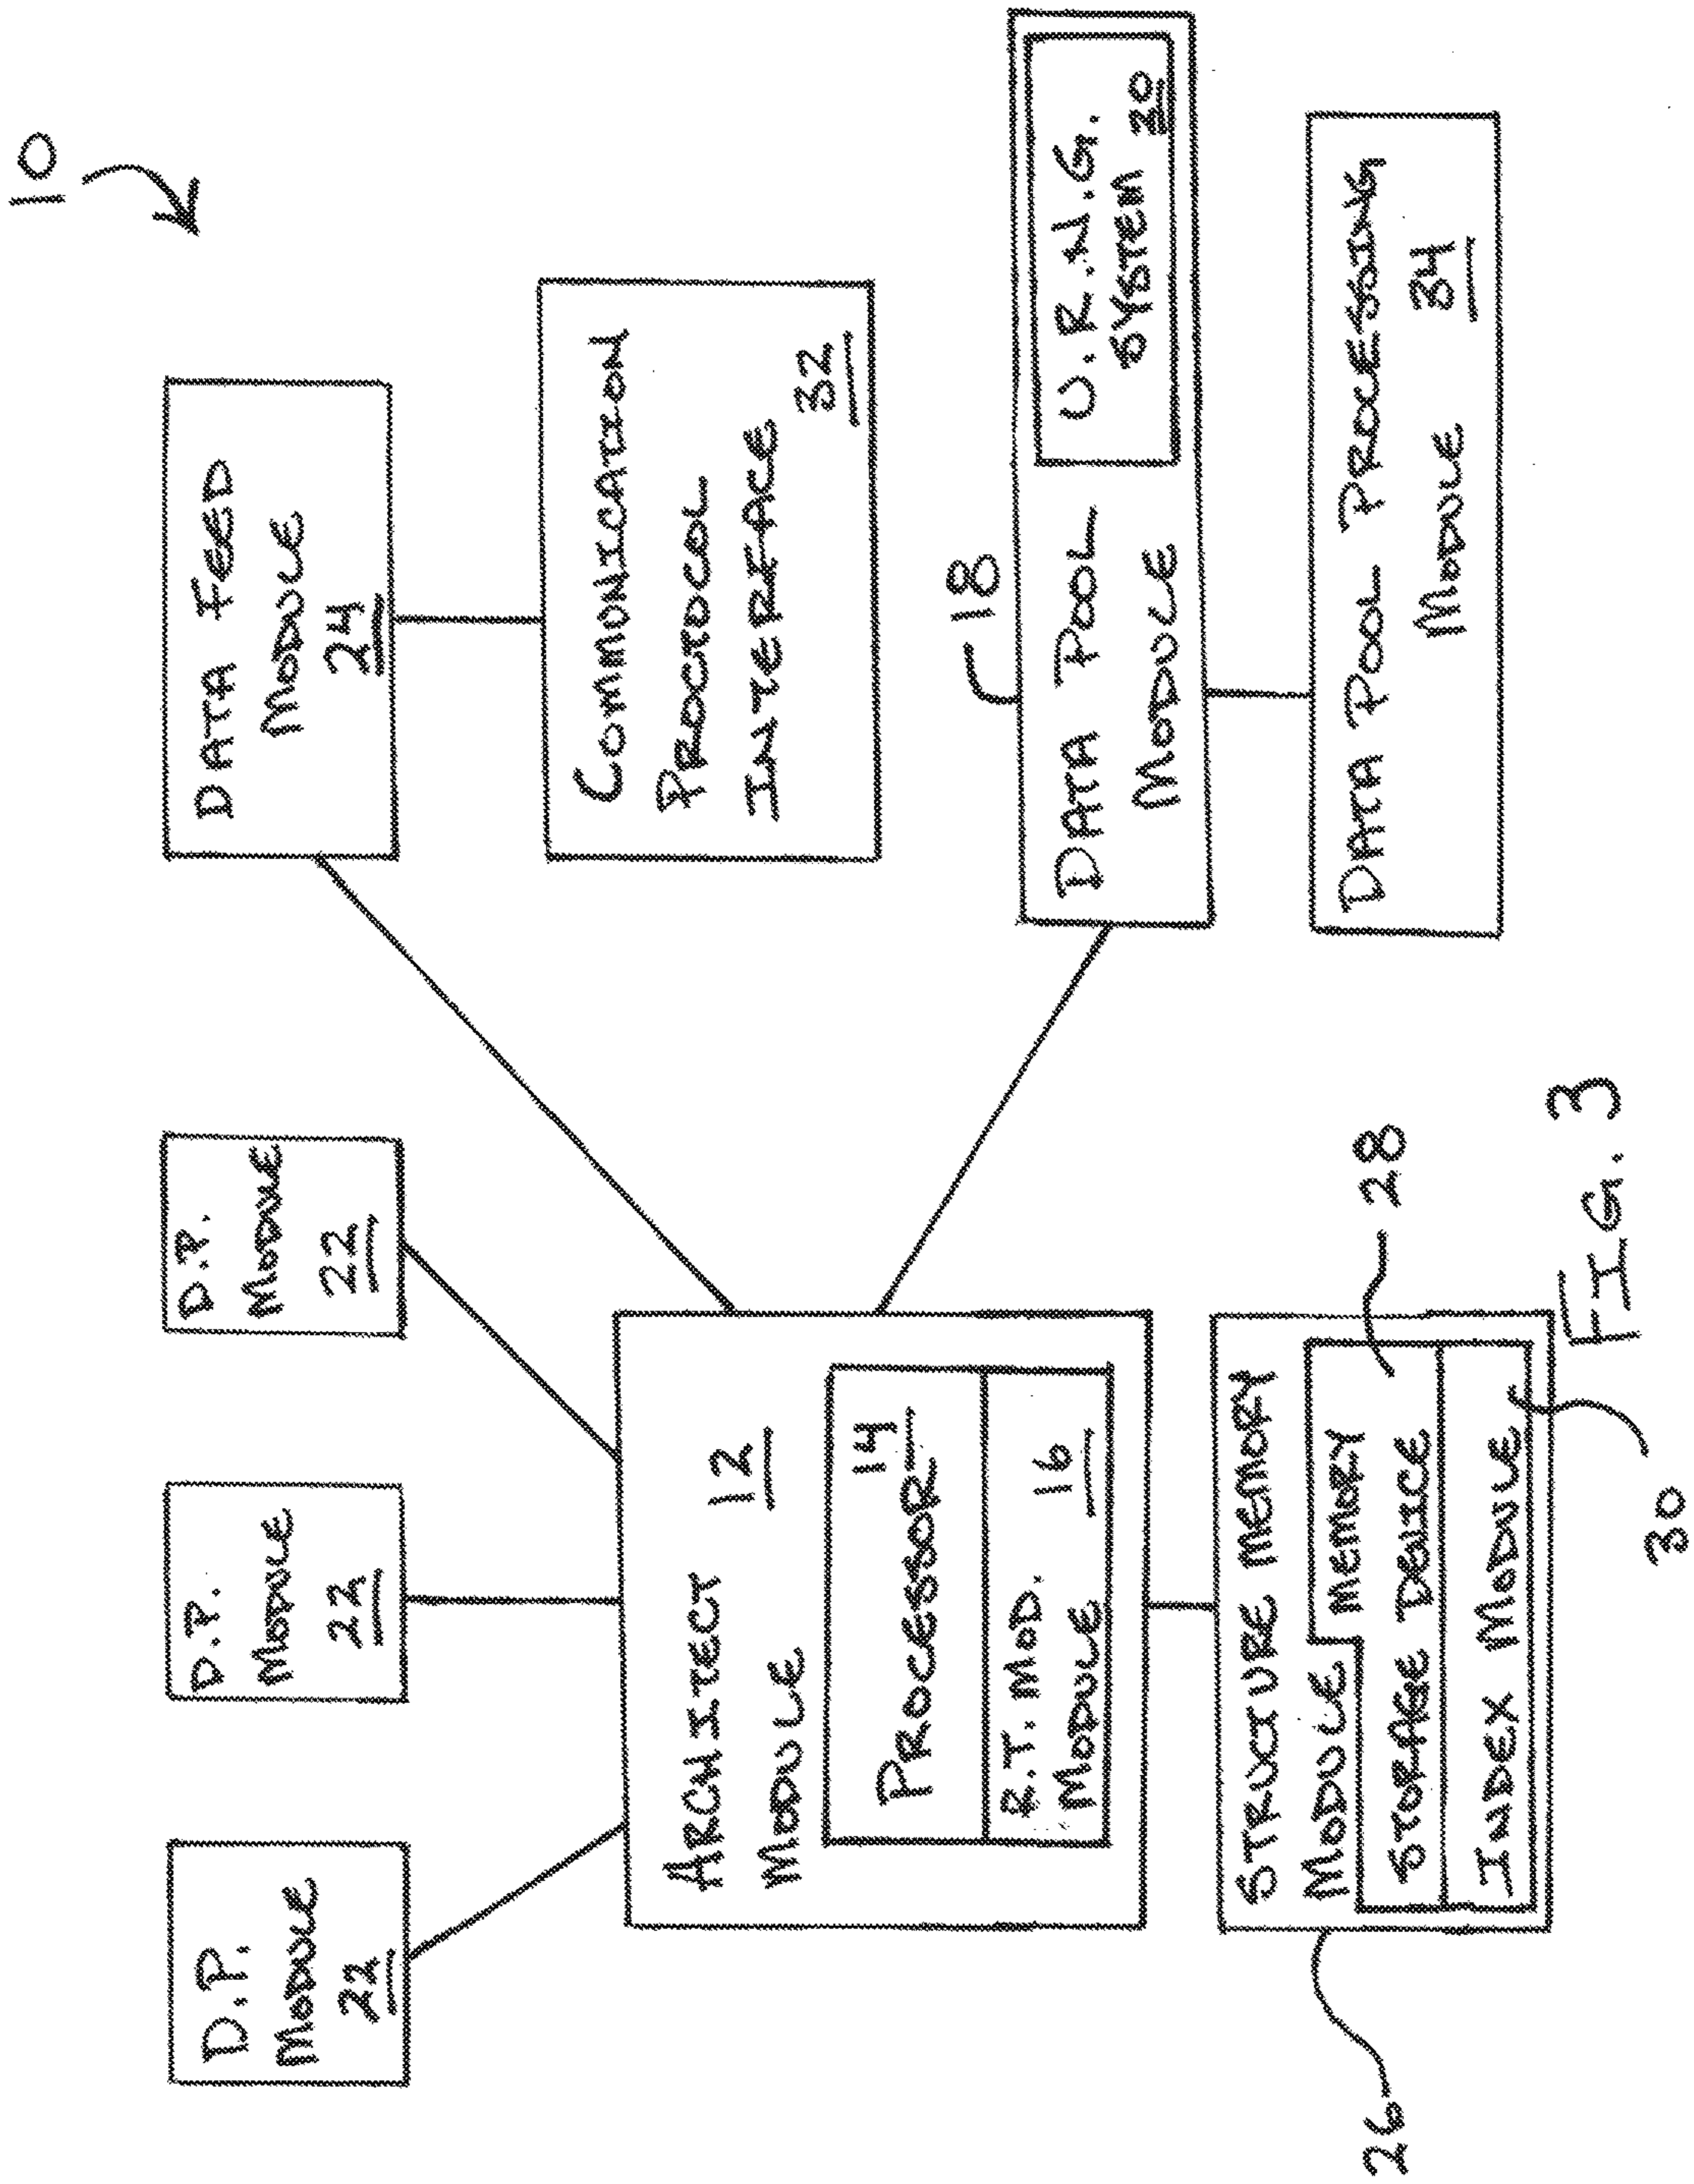 10
D.P.
MODULE
22
D.P.
MODULE
22
D.P.
MODULE
22
DATA FEED
MODULE
24
COMMUNICATION
PROCTOCOL
INTERFACE
32
ARCHITECT
MODULE 12
PROCESSOR 14
R.T. MOD.
MODULE 16
18
DATA POOL
MODULE
U.R.N.G.
SYSTEM 20
DATA POOL PROCESSING
MODULE 34
STRUCTURE MEMORY
MODULE
MEMORY
STORAGE DEVICE
INDEX MODULE
26
28
30
FIG. 3